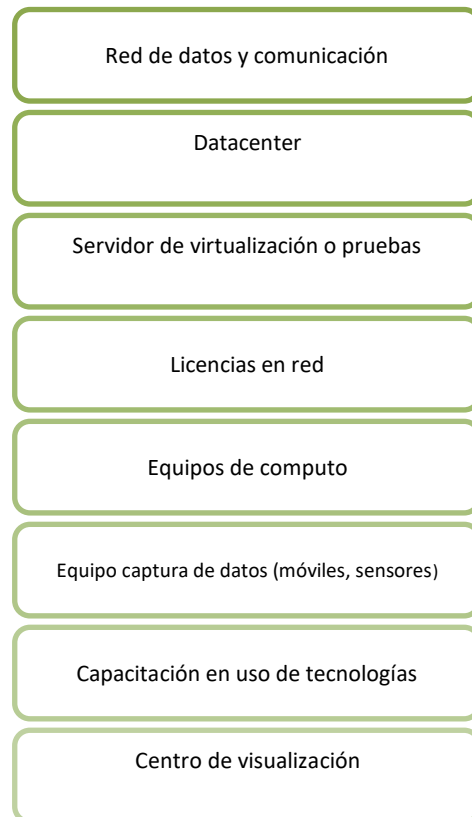 Red de datos y comunicación
Datacenter
Servidor de virtualización o pruebas
Licencias en red
Equipos de computo
Equipo captura de datos (móviles, sensores)
Capacitación en uso de tecnologías
Centro de visualización